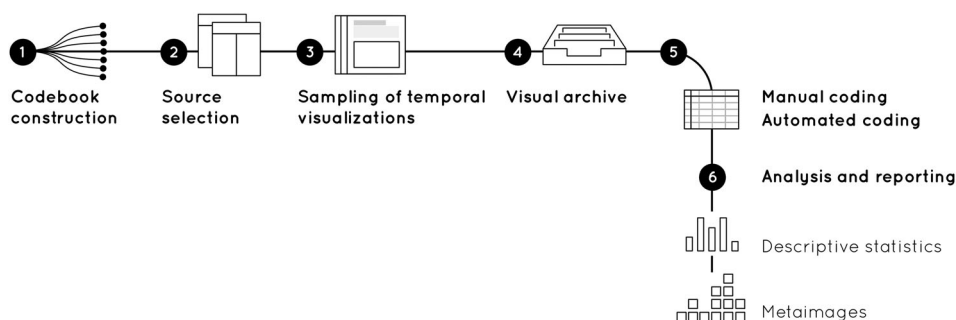 1
Codebook
construction
2
Source
selection
3
Sampling of temporal
visualizations
4
Visual archive
5
Manual coding
Automated coding
6
Analysis and reporting
Descriptive statistics
Metaimages